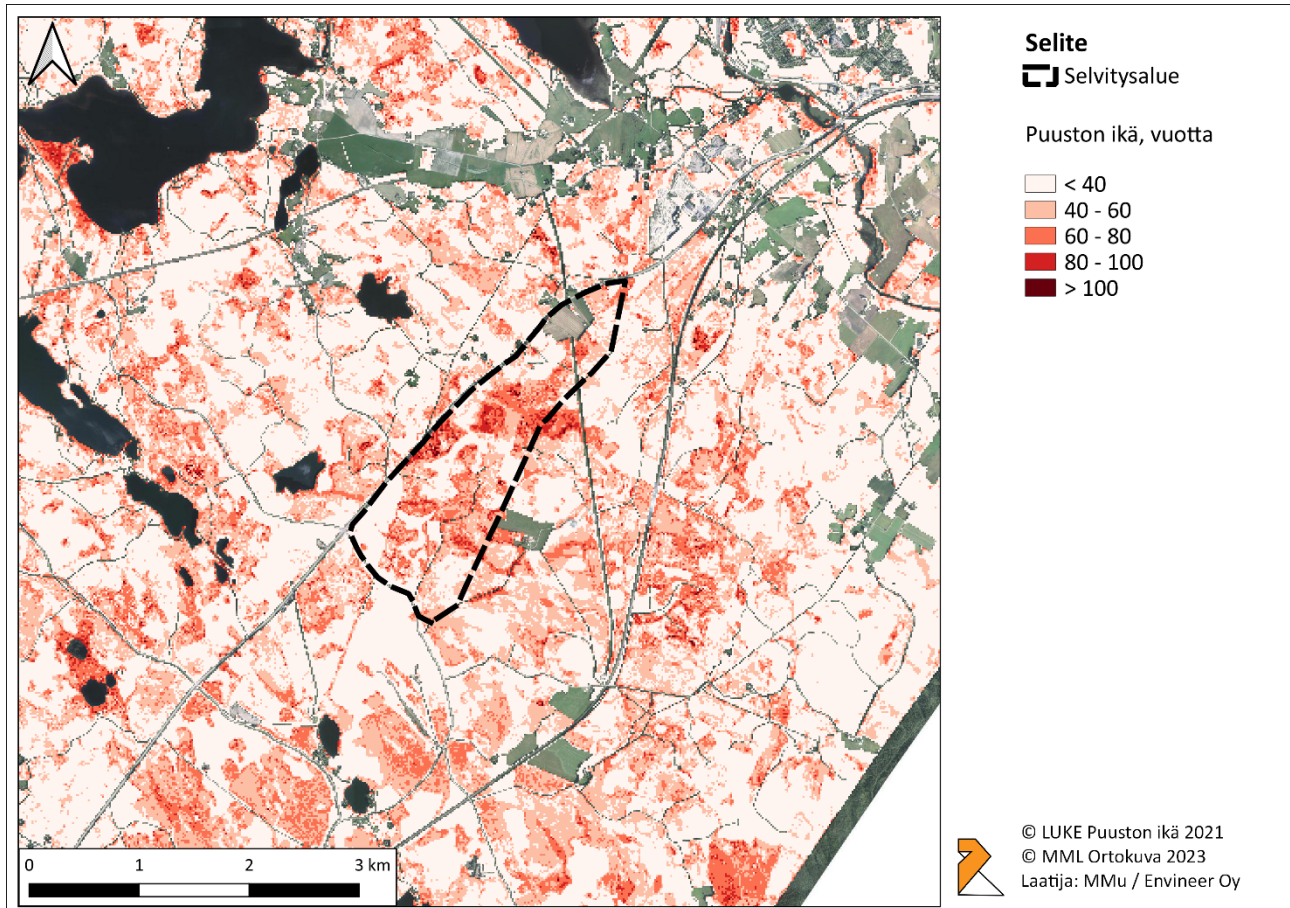 Selite
Selvitysalue
Puuston ikä, vuotta
< 40
40 - 60
60 - 80
80 - 100
> 100
0 1 2 3 km
© LUKE Puuston ikä 2021
© MML Ortokuva 2023
Laatija: MMu / Envineer Oy